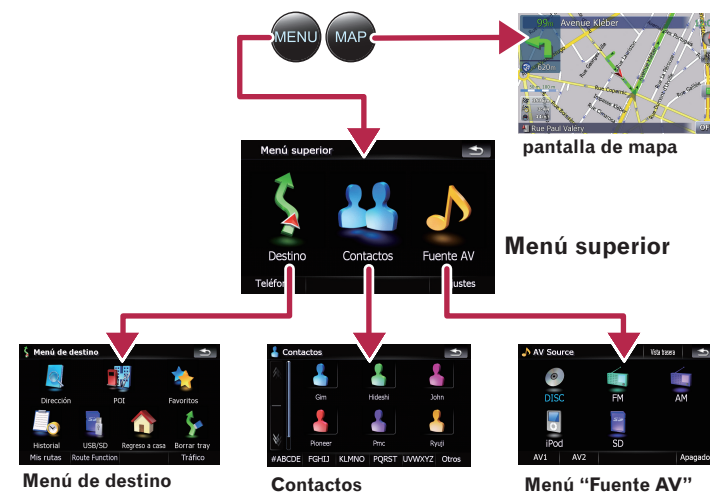 MENU MAP
99m Avenue Kléber
620m
Rue Copernic
Rue Paul Valéry
pantalla de mapa
Menú superior
Destino Contactos Fuente AV
Menú superior
Menú de destino
Dirección POI Favoritos
Historial USB/SD Regreso a casa Borrar tray
Mis rutas Route Function Tráfico
Menú de destino
Contactos
Gim Hideshi John
Pioneer Pmc Ryuji
#ABCDE FGHIJ KLMNO PQRST UVWXYZ Otros
Contactos
AV Source Vista trasera
DISC FM AM
iPod SD
AV1 AV2 Apagado
Menú “Fuente AV”